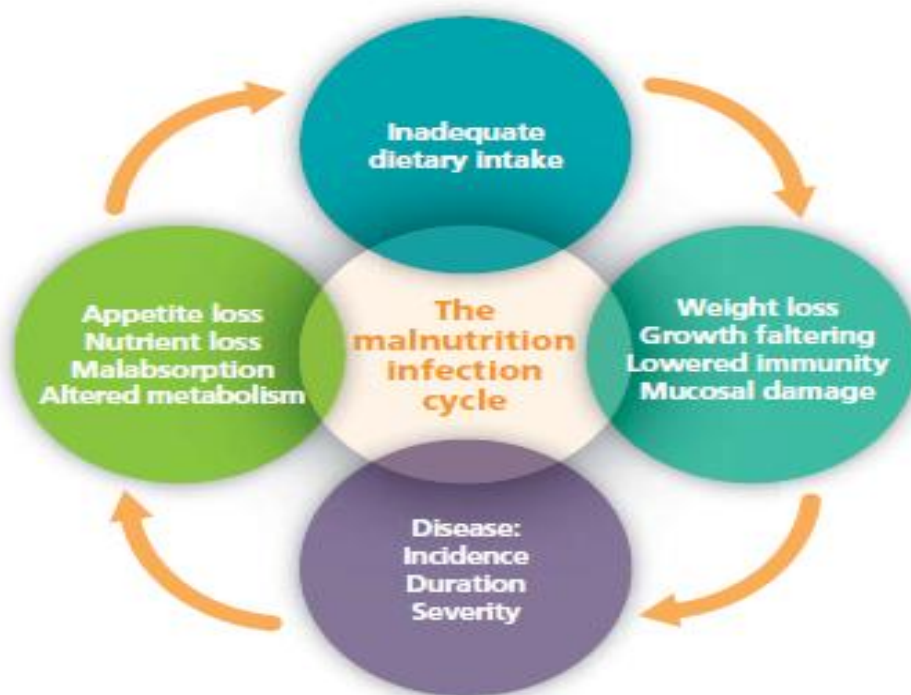 Inadequate
dietary intake
Appetite loss
Nutrient loss
Malabsorption
Altered metabolism
The
malnutrition
infection
cycle
Weight loss
Growth faltering
Lowered immunity
Mucosal damage
Disease:
Incidence
Duration
Severity